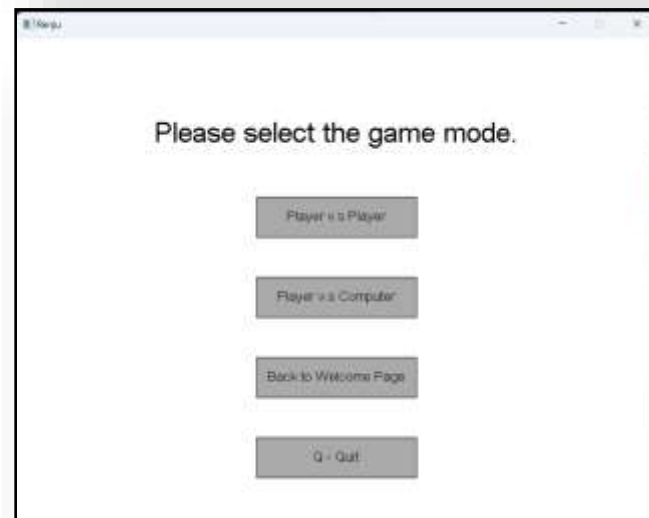 Renju
Please select the game mode.
Player v.s Player
Player v.s Computer
Back to Welcome Page
Q - Quit